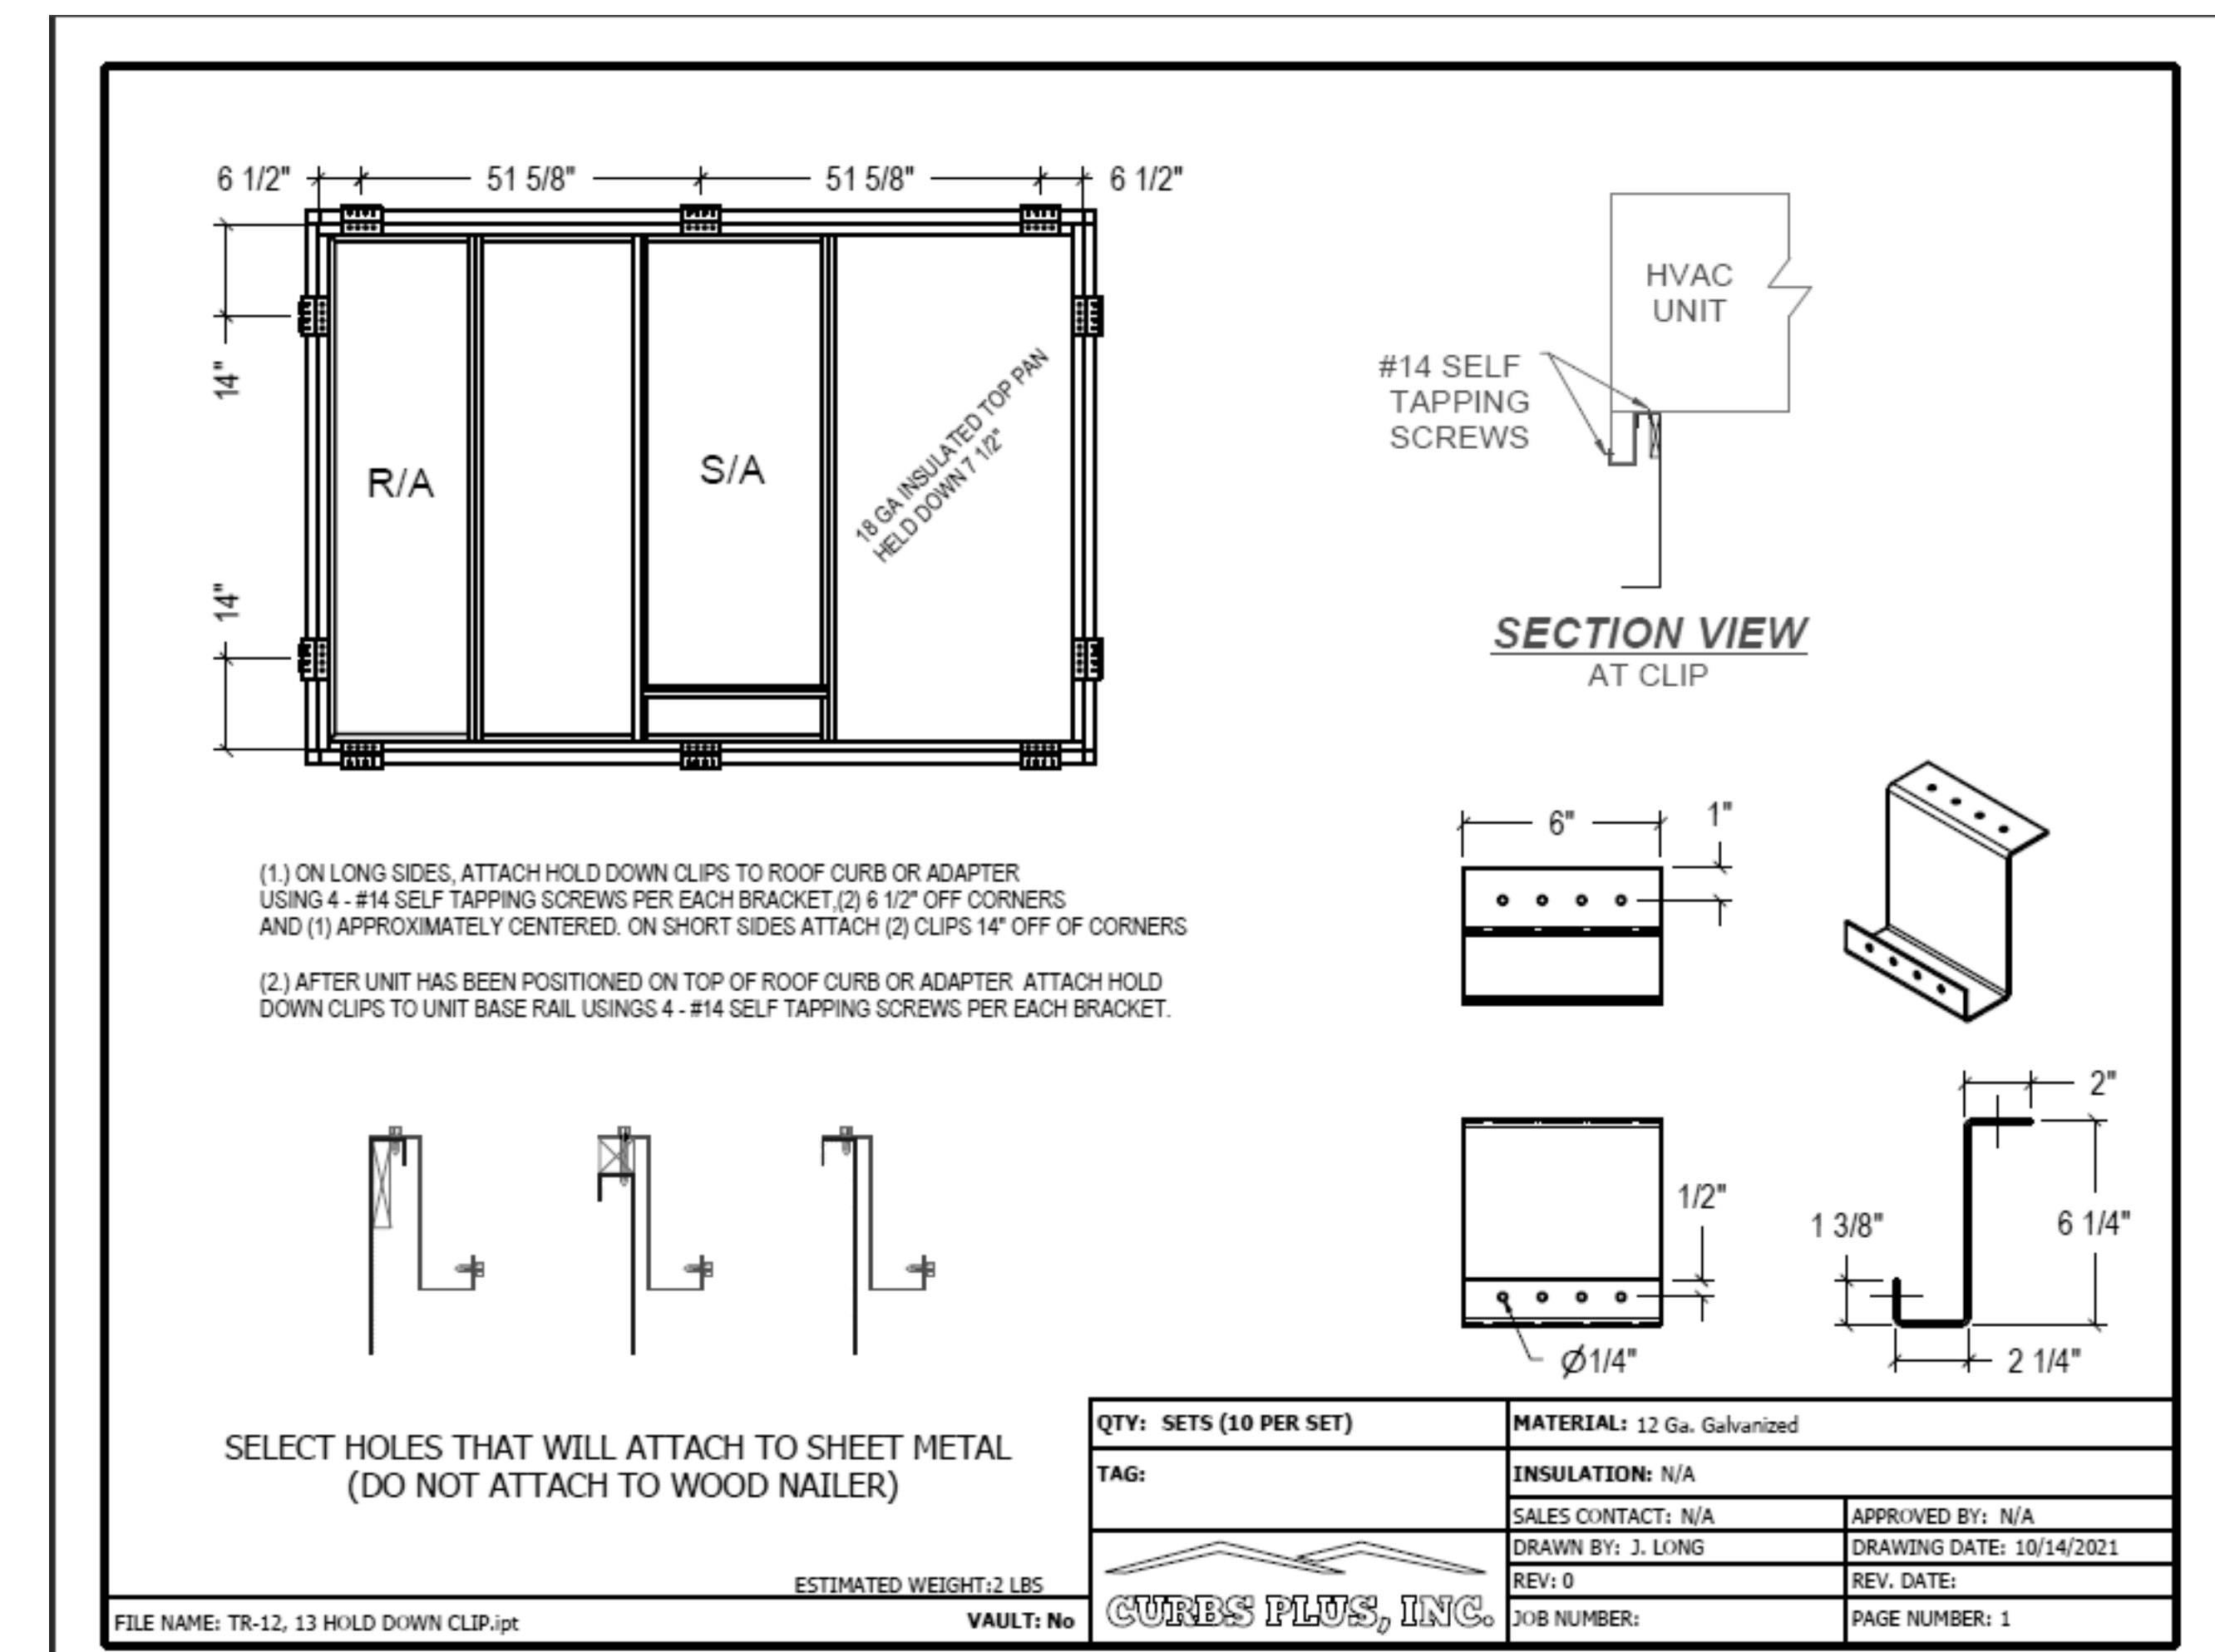 6 1/2"
51 5/8"
51 5/8"
6 1/2"
14"
14"
R/A
S/A
18 GA INSULATED TOP PAN
HELD DOWN 7 1/2"
HVAC
UNIT
#14 SELF
TAPPING
SCREWS
SECTION VIEW
AT CLIP
(1.) ON LONG SIDES, ATTACH HOLD DOWN CLIPS TO ROOF CURB OR ADAPTER
USING 4 - #14 SELF TAPPING SCREWS PER EACH BRACKET,(2) 6 1/2" OFF CORNERS
AND (1) APPROXIMATELY CENTERED. ON SHORT SIDES ATTACH (2) CLIPS 14" OFF OF CORNERS
(2.) AFTER UNIT HAS BEEN POSITIONED ON TOP OF ROOF CURB OR ADAPTER ATTACH HOLD
DOWN CLIPS TO UNIT BASE RAIL USINGS 4 - #14 SELF TAPPING SCREWS PER EACH BRACKET.
6"
1"
1/2"
Ø1/4"
2"
1 3/8"
6 1/4"
2 1/4"
SELECT HOLES THAT WILL ATTACH TO SHEET METAL
(DO NOT ATTACH TO WOOD NAILER)
ESTIMATED WEIGHT:2 LBS
FILE NAME: TR-12, 13 HOLD DOWN CLIP.ipt
VAULT: No
QTY: SETS (10 PER SET)
TAG:
CURBS PLUS, INC.
MATERIAL: 12 Ga. Galvanized
INSULATION: N/A
SALES CONTACT: N/A
APPROVED BY: N/A
DRAWN BY: J. LONG
DRAWING DATE: 10/14/2021
REV: 0
REV. DATE:
JOB NUMBER:
PAGE NUMBER: 1